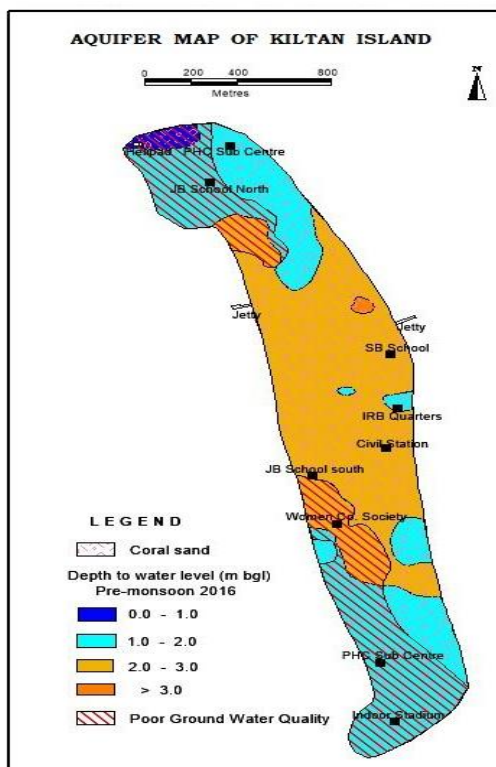 AQUIFER MAP OF KILTAN ISLAND
N
0 200 400 800
Metres
Helipad PHC Sub Centre
JB School North
Jetty
Jetty
SB School
IRB Quarters
Civil Station
JB School south
Women Co. Society
PHC Sub Centre
Indoor Stadium
LEGEND
Coral sand
Depth to water level (m bgl)
Pre-monsoon 2016
0.0 - 1.0
1.0 - 2.0
2.0 - 3.0
> 3.0
Poor Ground Water Quality